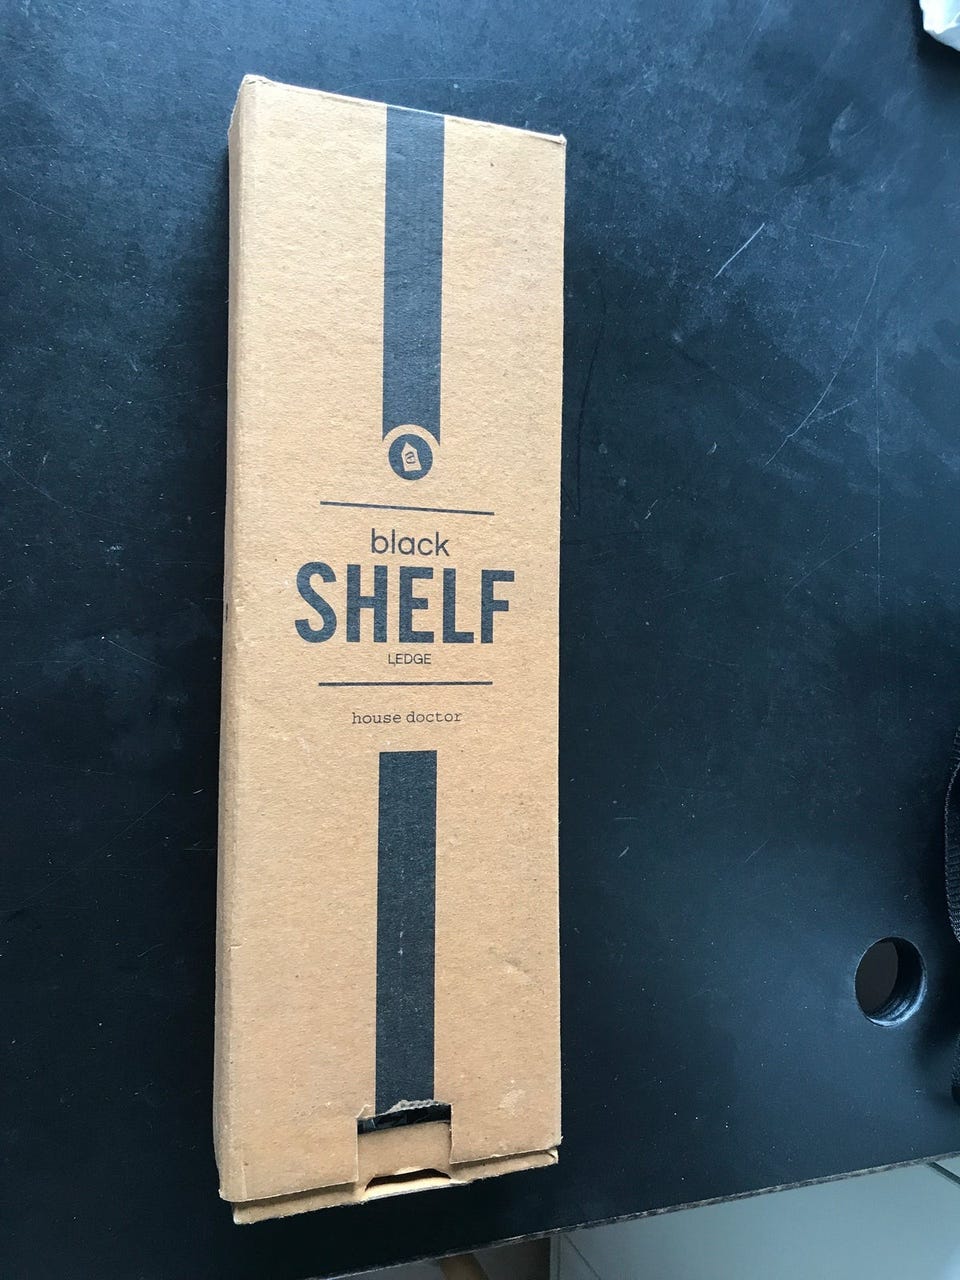 black
SHELF
LEDGE
house doctor